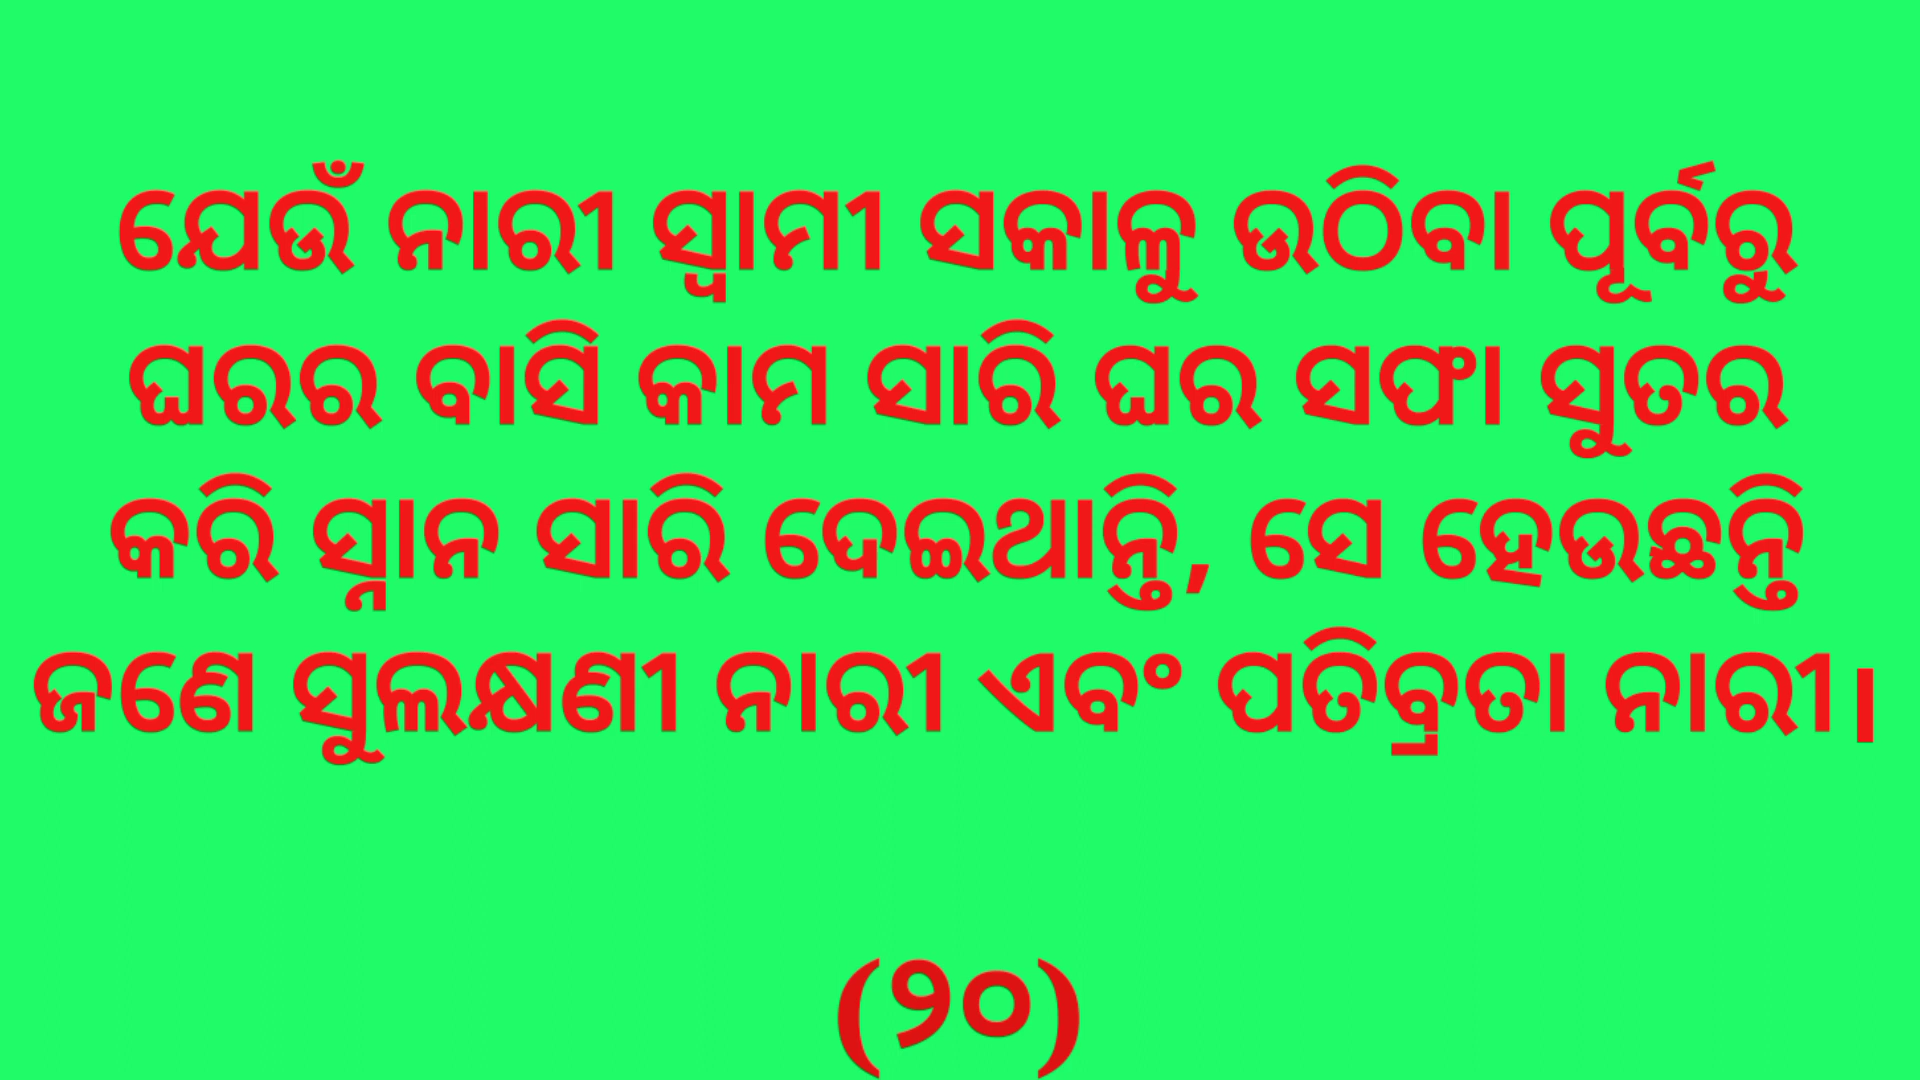 ଯେଉଁ ନାରୀ ସ୍ୱାମୀ ସକାଳୁ ଉଠିବା ପୂର୍ବରୁ
ଘରର ବାସି କାମ ସାରି ଘର ସଫା ସୁତର
କରି ସ୍ନାନ ସାରି ଦେଇଥାନ୍ତି, ସେ ହେଉଛନ୍ତି
ଜଣେ ସୁଲକ୍ଷଣୀ ନାରୀ ଏବଂ ପତିବ୍ରତା ନାରୀ।
(୨୦)